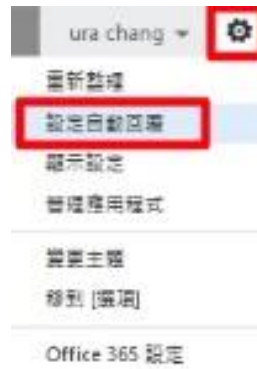 ura chang
重新整理
設定自動回覆
顯示設定
管理應用程式
變更主題
移到 [選項]
Office 365 設定